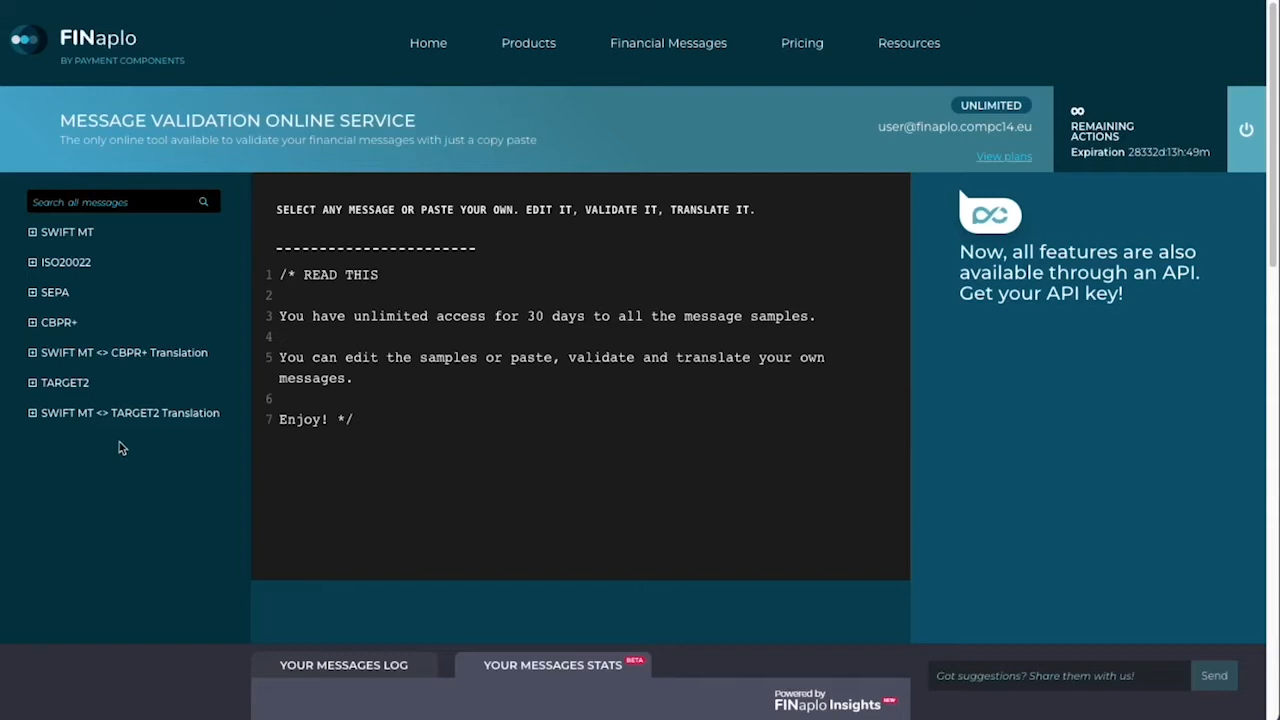 FINaplo
BY PAYMENT COMPONENTS
Home
Products
Financial Messages
Pricing
Resources
MESSAGE VALIDATION ONLINE SERVICE
The only online tool available to validate your financial messages with just a copy paste
UNLIMITED
user@finaplo.compc14.eu
View plans
REMAINING
ACTIONS
Expiration 28332d:13h:49m
Search all messages
SWIFT MT
ISO20022
SEPA
CBPR+
SWIFT MT <> CBPR+ Translation
TARGET2
SWIFT MT <> TARGET2 Translation
SELECT ANY MESSAGE OR PASTE YOUR OWN. EDIT IT, VALIDATE IT, TRANSLATE IT.
------------------------
1 /* READ THIS
2
3 You have unlimited access for 30 days to all the message samples.
4
5 You can edit the samples or paste, validate and translate your own
messages.
6
7 Enjoy! */
Now, all features are also
available through an API.
Get your API key!
YOUR MESSAGES LOG
YOUR MESSAGES STATS BETA
Powered by
FINaplo Insights NEW
Got suggestions? Share them with us!
Send